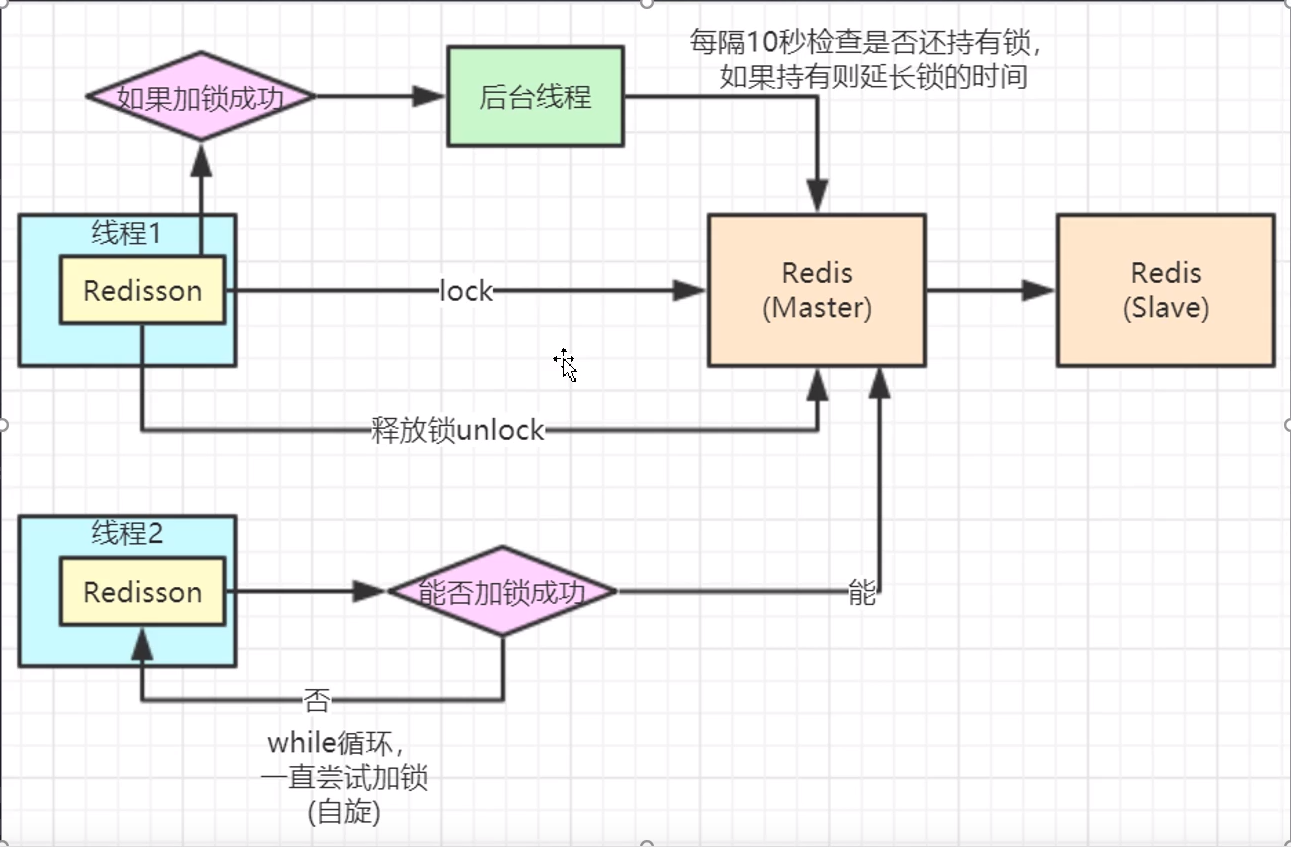 每隔10秒检查是否还持有锁，
如果持有则延长锁的时间
如果加锁成功
后台线程
线程1
Redisson
lock
Redis
(Master)
Redis
(Slave)
释放锁unlock
线程2
Redisson
能否加锁成功
能
否
while循环，
一直尝试加锁
(自旋)